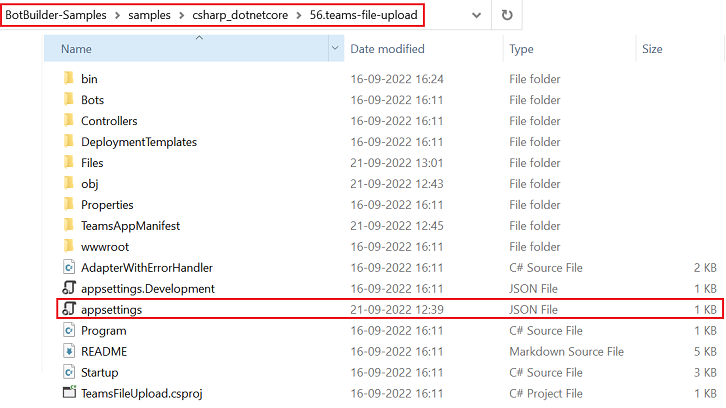 BotBuilder-Samples > samples > csharp_dotnetcore > 56.teams-file-upload
Name Date modified Type Size
bin 16-09-2022 16:24 File folder
Bots 16-09-2022 16:11 File folder
Controllers 16-09-2022 16:11 File folder
DeploymentTemplates 16-09-2022 16:11 File folder
Files 21-09-2022 13:01 File folder
obj 21-09-2022 12:43 File folder
Properties 16-09-2022 16:11 File folder
TeamsAppManifest 21-09-2022 12:45 File folder
wwwroot 16-09-2022 16:11 File folder
AdapterWithErrorHandler 16-09-2022 16:11 C# Source File 2 KB
appsettings.Development 16-09-2022 16:11 JSON File 1 KB
appsettings 21-09-2022 12:39 JSON File 1 KB
Program 16-09-2022 16:11 C# Source File 1 KB
README 16-09-2022 16:11 Markdown Source File 5 KB
Startup 16-09-2022 16:11 C# Source File 3 KB
TeamsFileUpload.csproj 16-09-2022 16:11 C# Project File 1 KB